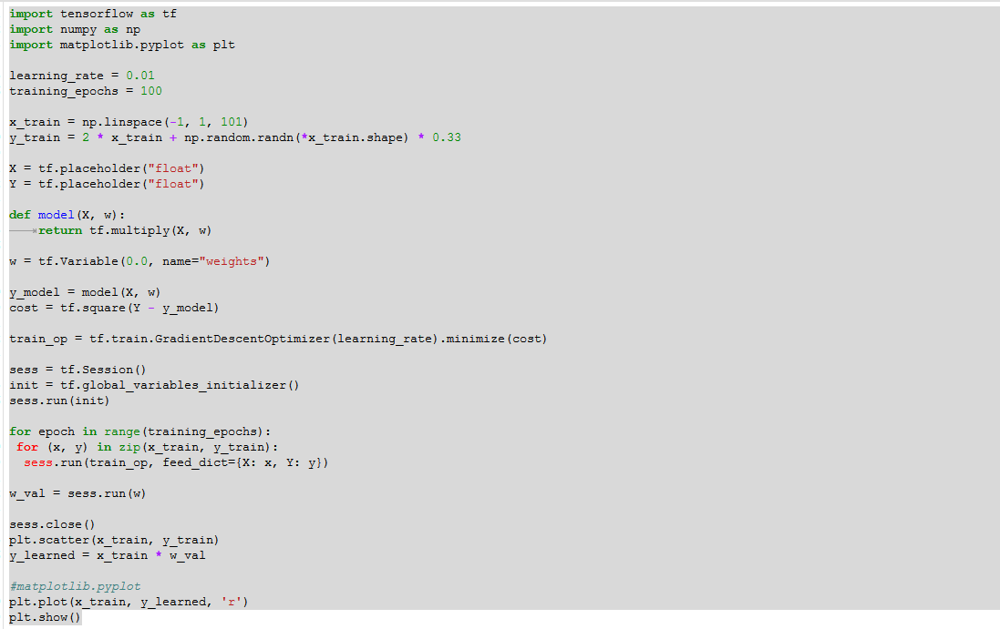 import tensorflow as tf
import numpy as np
import matplotlib.pyplot as plt
learning_rate = 0.01
training_epochs = 100
x_train = np.linspace(-1, 1, 101)
y_train = 2 * x_train + np.random.randn(*x_train.shape) * 0.33
X = tf.placeholder("float")
Y = tf.placeholder("float")
def model(X, w):
    return tf.multiply(X, w)
w = tf.Variable(0.0, name="weights")
y_model = model(X, w)
cost = tf.square(Y - y_model)
train_op = tf.train.GradientDescentOptimizer(learning_rate).minimize(cost)
sess = tf.Session()
init = tf.global_variables_initializer()
sess.run(init)
for epoch in range(training_epochs):
 for (x, y) in zip(x_train, y_train):
  sess.run(train_op, feed_dict={X: x, Y: y})
w_val = sess.run(w)
sess.close()
plt.scatter(x_train, y_train)
y_learned = x_train * w_val
#matplotlib.pyplot
plt.plot(x_train, y_learned, 'r')
plt.show()